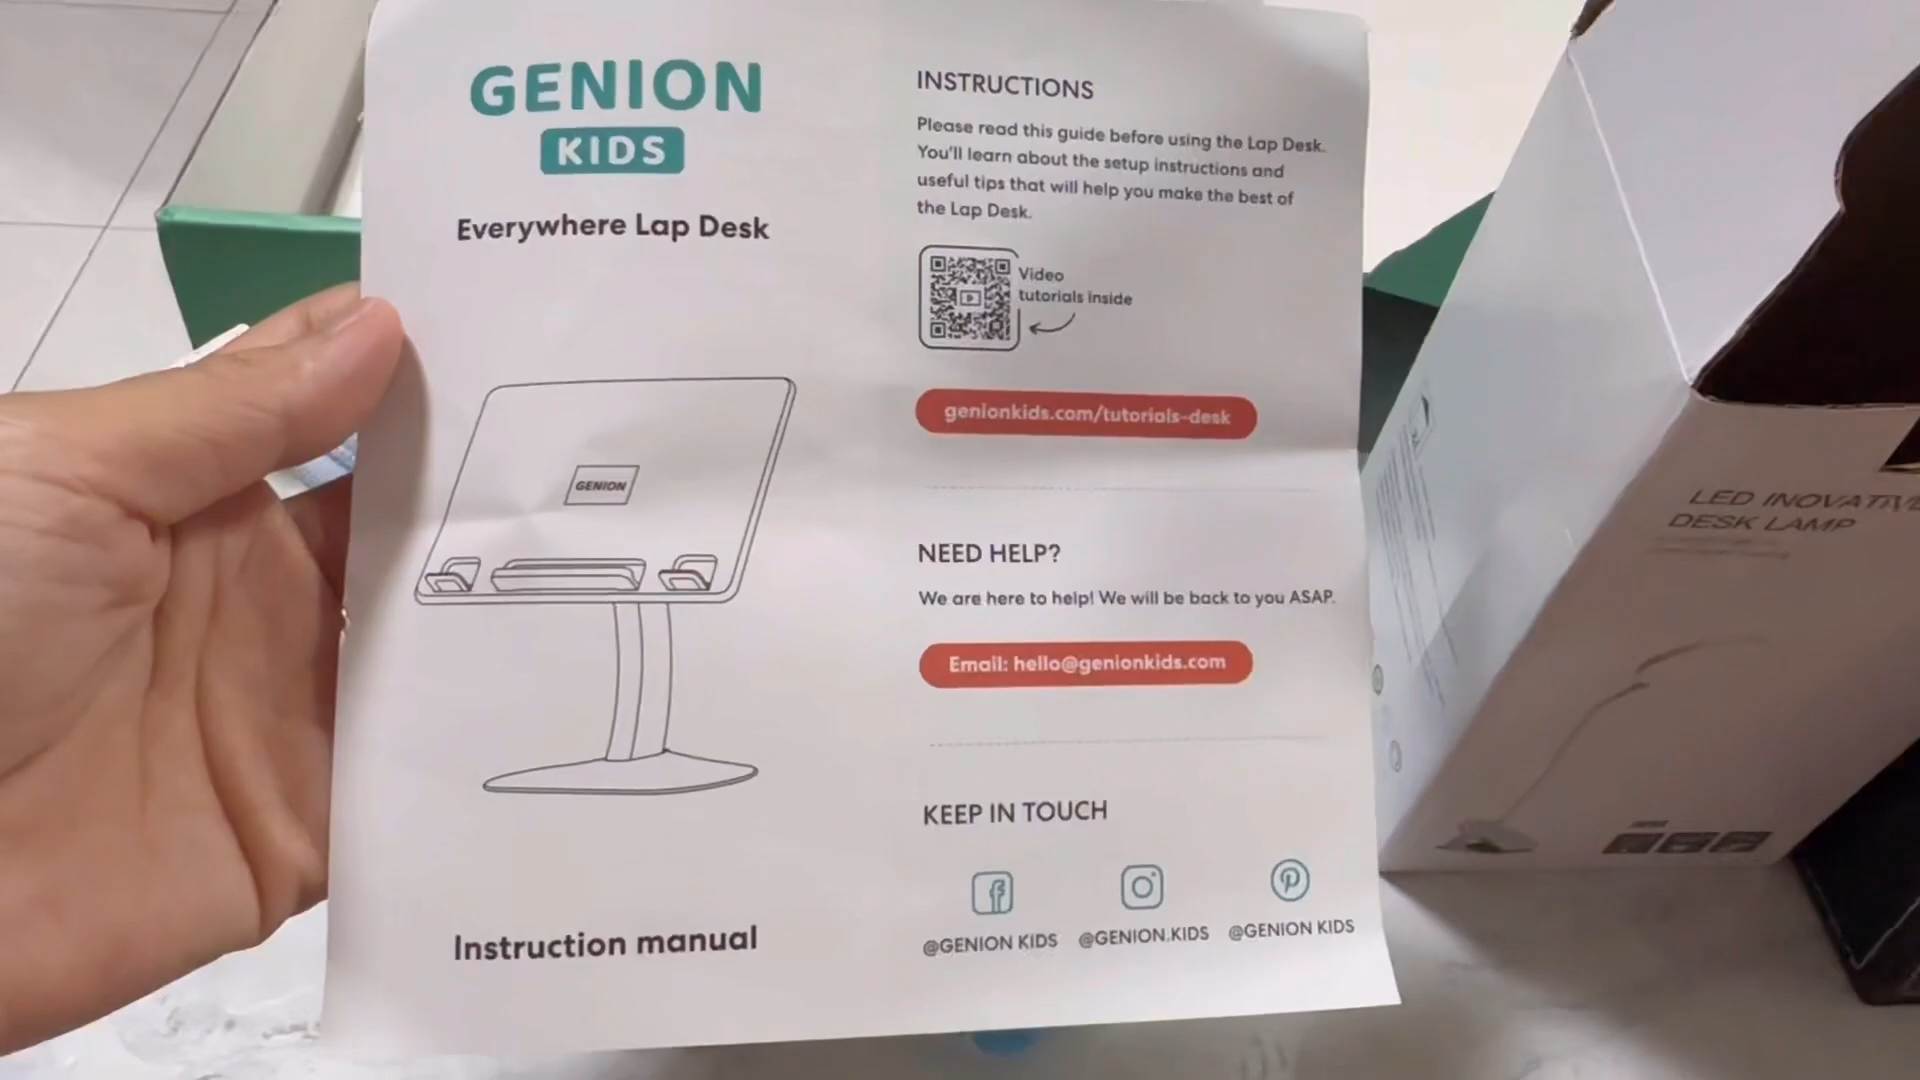 GENION
KIDS
Everywhere Lap Desk
GENION
Instruction manual
INSTRUCTIONS
Please read this guide before using the Lap Desk.
You'll learn about the setup instructions and
useful tips that will help you make the best of
the Lap Desk.
Video
tutorials inside
genionkids.com/tutorials-desk
NEED HELP?
We are here to help! We will be back to you ASAP.
Email: hello@genionkids.com
KEEP IN TOUCH
@GENION KIDS @GENION.KIDS @GENION KIDS
LED INOVATIVE
DESK LAMP